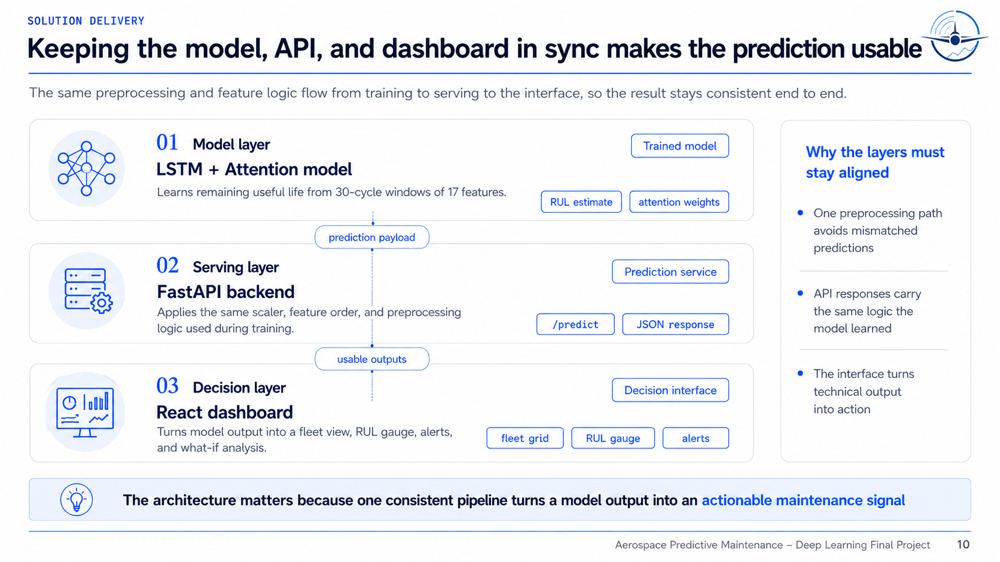 SOLUTION DELIVERY
Keeping the model, API, and dashboard in sync makes the prediction usable
The same preprocessing and feature logic flow from training to serving to the interface, so the result stays consistent end to end.
01 Model layer
LSTM + Attention model
Learns remaining useful life from 30-cycle windows of 17 features.
Trained model
RUL estimate
attention weights
prediction payload
02 Serving layer
FastAPI backend
Applies the same scaler, feature order, and preprocessing
logic used during training.
Prediction service
/predict
JSON response
usable outputs
03 Decision layer
React dashboard
Turns model output into a fleet view, RUL gauge, alerts,
and what-if analysis.
Decision interface
fleet grid
RUL gauge
alerts
Why the layers must
stay aligned
One preprocessing path
avoids mismatched
predictions
API responses carry
the same logic the
model learned
The interface turns
technical output
into action
The architecture matters because one consistent pipeline turns a model output into an actionable maintenance signal
Aerospace Predictive Maintenance – Deep Learning Final Project 10